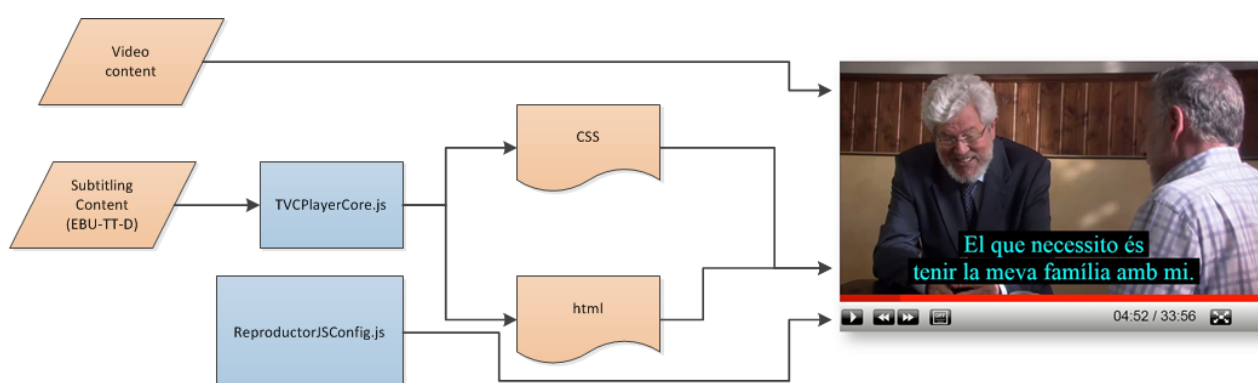 Video
content
CSS
Subtitling
Content
(EBU-TT-D)
TVCPlayerCore.js
El que necessito és
tenir la meva família amb mi.
html
ReproductorJSConfig.js
04:52 / 33:56